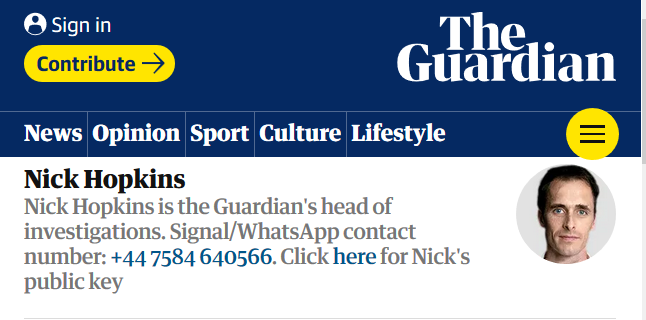 Sign in
Contribute
The
Guardian
News Opinion Sport Culture Lifestyle
Nick Hopkins
Nick Hopkins is the Guardian's head of
investigations. Signal/WhatsApp contact
number: +44 7584 640566. Click here for Nick's
public key